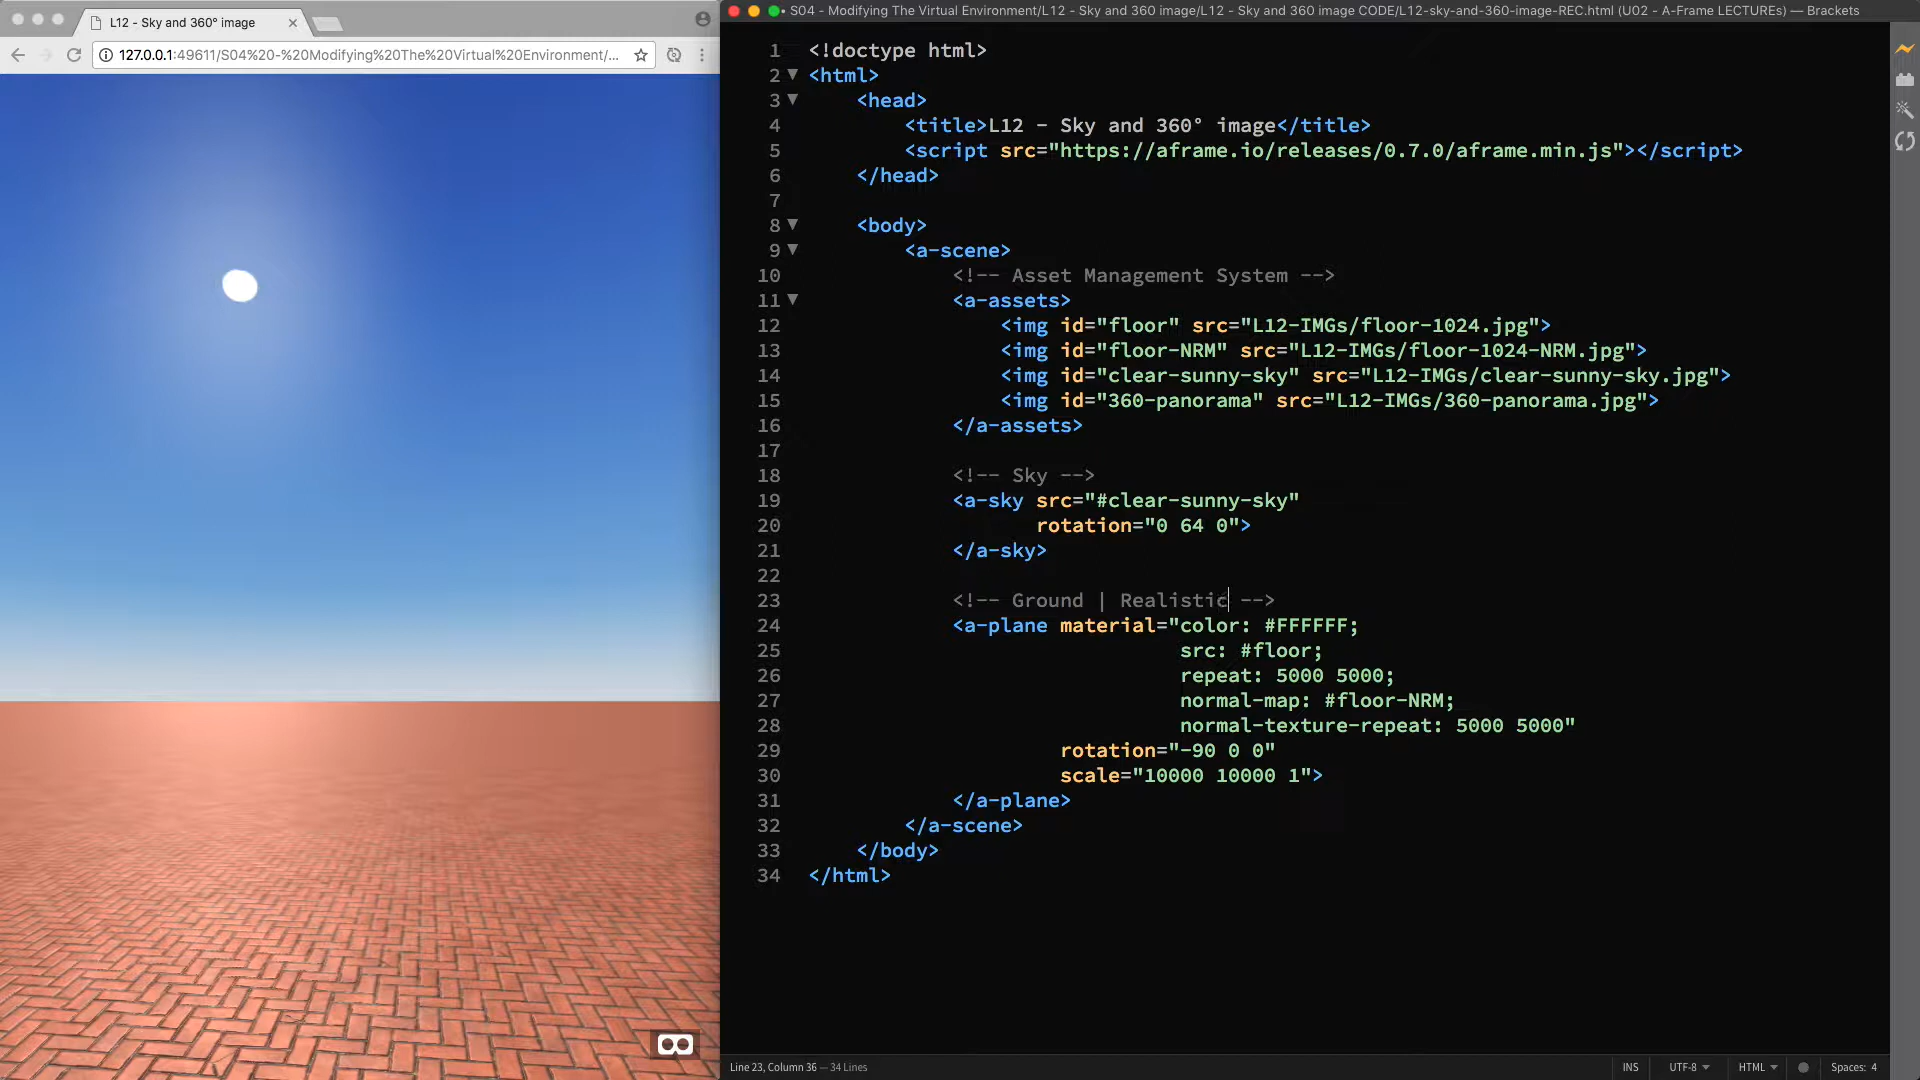 L12 - Sky and 360° image
127.0.0.1:49611/S04%20-%20Modifying%20The%20Virtual%20Environment/...
S04 - Modifying The Virtual Environment/L12 - Sky and 360 image/L12 - Sky and 360 image CODE/L12-sky-and-360-image-REC.html (U02 - A-Frame LECTUREs) — Brackets
1 <!doctype html>
2 <html>
3 <head>
4 <title>L12 - Sky and 360° image</title>
5 <script src="https://aframe.io/releases/0.7.0/aframe.min.js"></script>
6 </head>
7
8 <body>
9 <a-scene>
10 <!-- Asset Management System -->
11 <a-assets>
12 <img id="floor" src="L12-IMGs/floor-1024.jpg">
13 <img id="floor-NRM" src="L12-IMGs/floor-1024-NRM.jpg">
14 <img id="clear-sunny-sky" src="L12-IMGs/clear-sunny-sky.jpg">
15 <img id="360-panorama" src="L12-IMGs/360-panorama.jpg">
16 </a-assets>
17
18 <!-- Sky -->
19 <a-sky src="#clear-sunny-sky"
20 rotation="0 64 0">
21 </a-sky>
22
23 <!-- Ground | Realistic -->
24 <a-plane material="color: #FFFFFF;
25 src: #floor;
26 repeat: 5000 5000;
27 normal-map: #floor-NRM;
28 normal-texture-repeat: 5000 5000"
29 rotation="-90 0 0"
30 scale="10000 10000 1">
31 </a-plane>
32 </a-scene>
33 </body>
34 </html>
Line 23, Column 36 — 34 Lines
INS
UTF-8
HTML
Spaces: 4